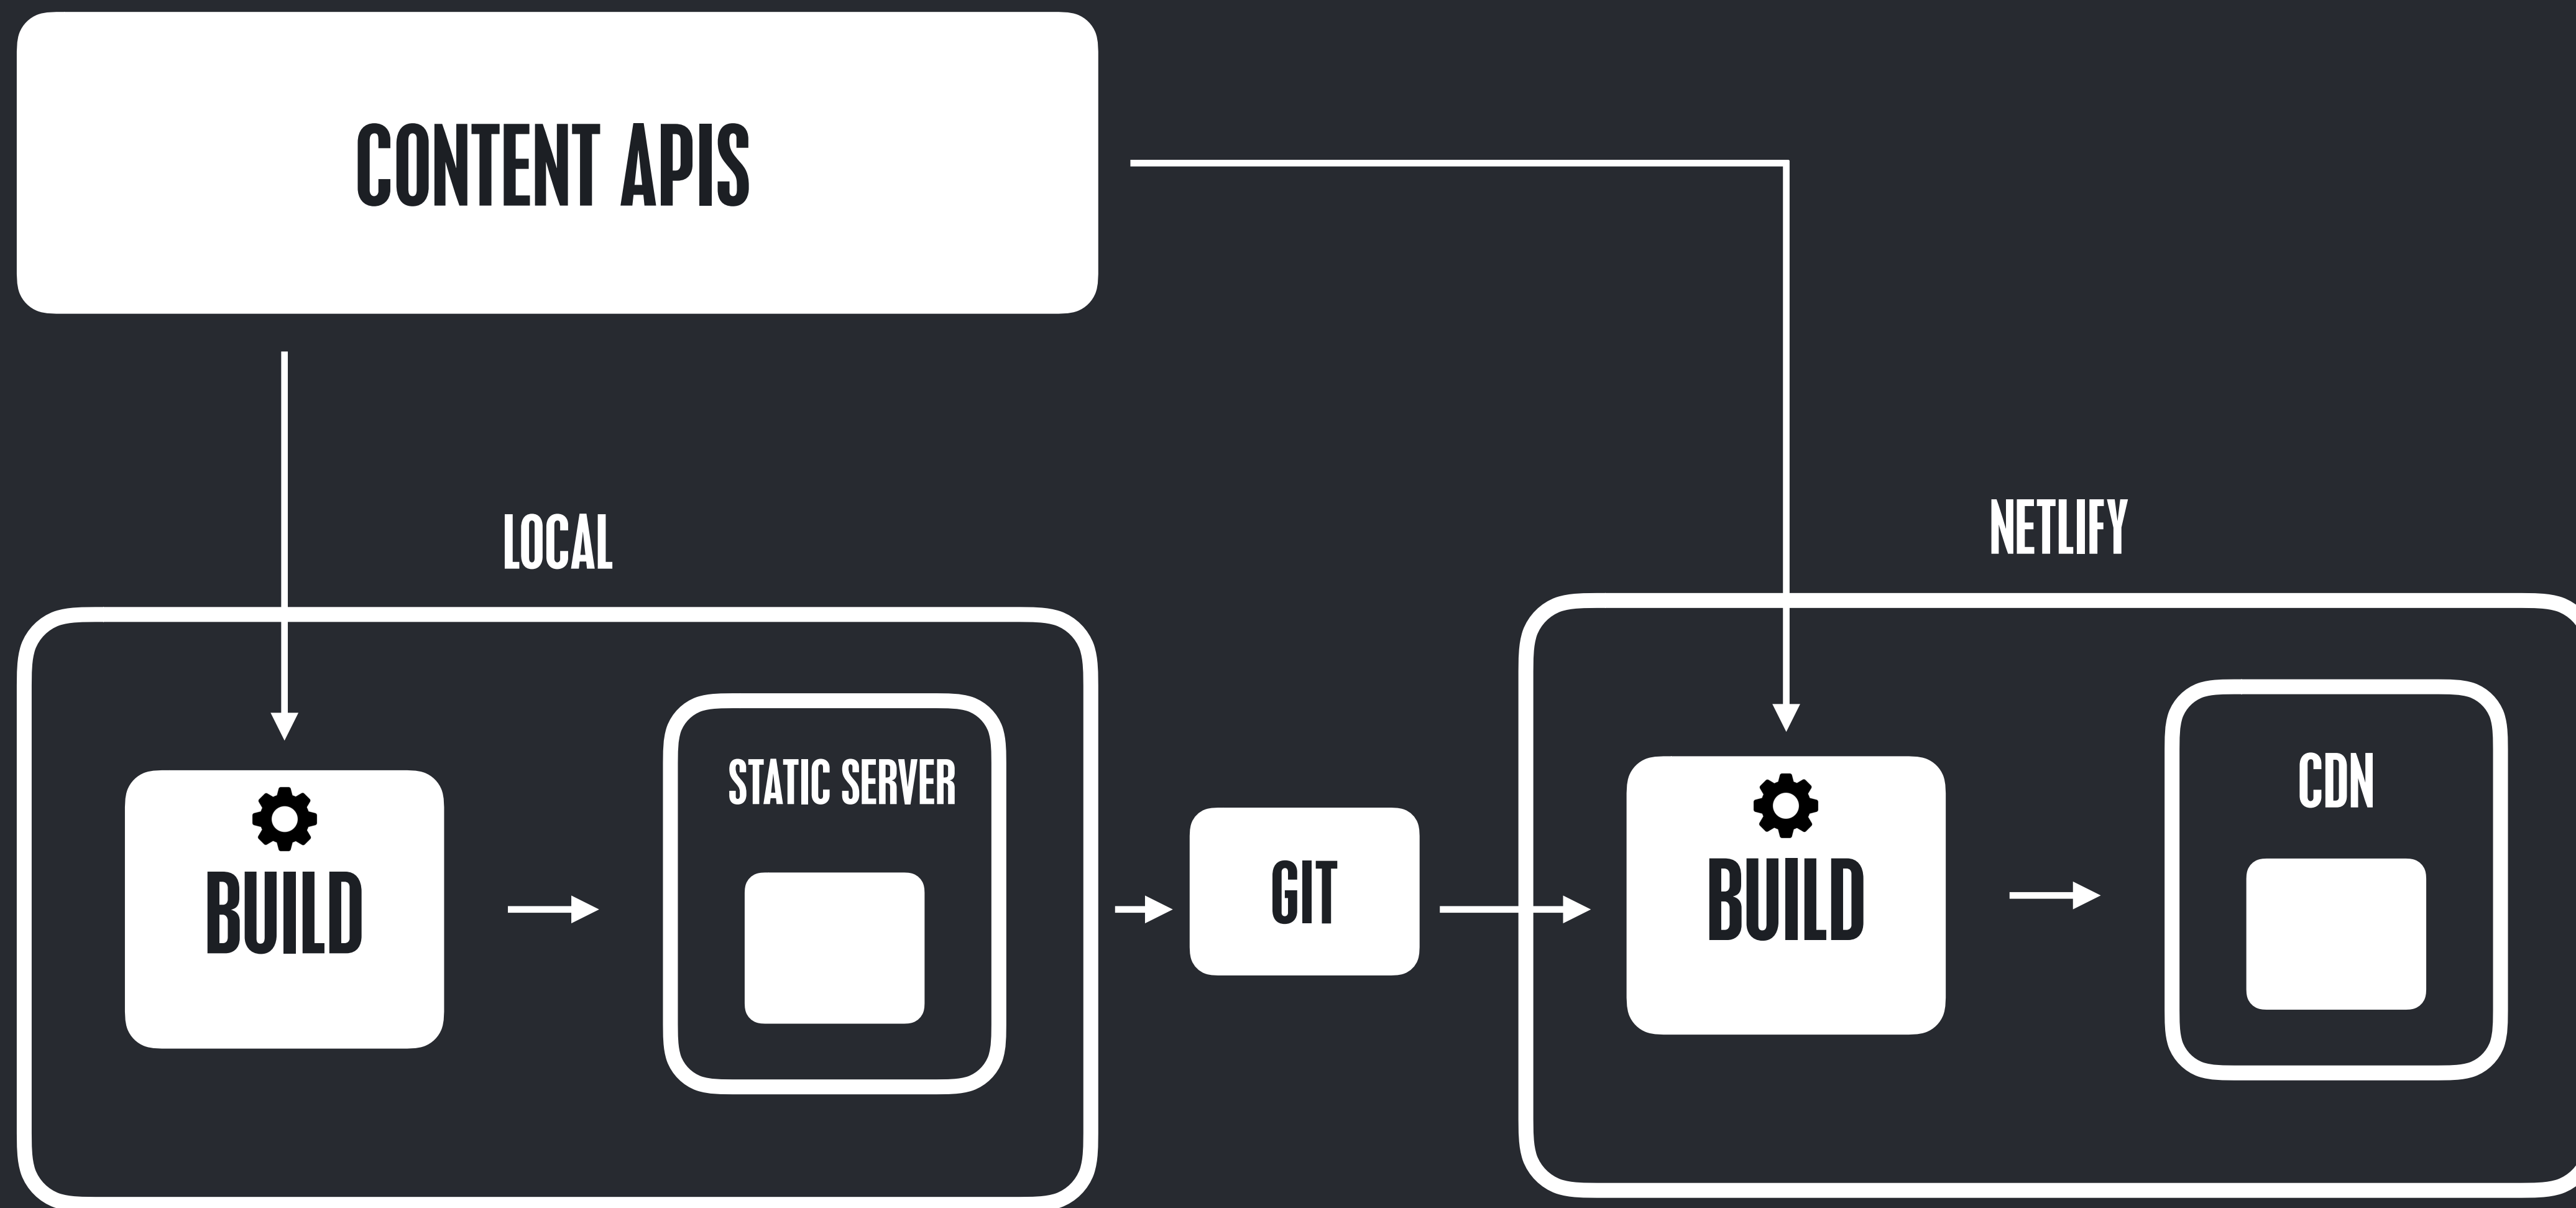 CONTENT APIS
LOCAL
NETLIFY
BUILD
STATIC SERVER
GIT
BUILD
CDN